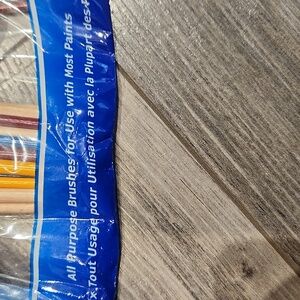 All Purpose Brushes for Use with Most Paints
Tout Usage pour Utilisation avec la Plupart des